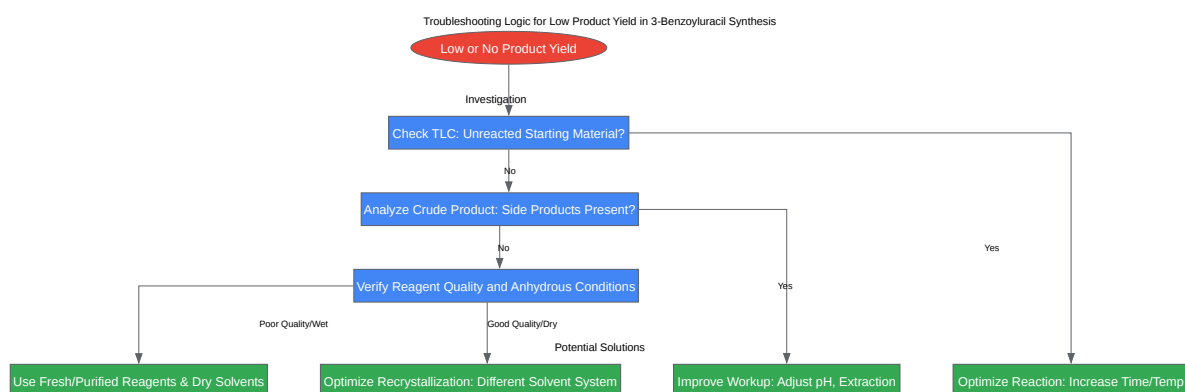 Troubleshooting Logic for Low Product Yield in 3-Benzoyluracil Synthesis
Low or No Product Yield
Investigation
Check TLC: Unreacted Starting Material?
No
Analyze Crude Product: Side Products Present?
No
Yes
Yes
Verify Reagent Quality and Anhydrous Conditions
Poor Quality/Wet
Good Quality/Dry
Potential Solutions
Use Fresh/Purified Reagents & Dry Solvents
Optimize Recrystallization: Different Solvent System
Improve Workup: Adjust pH, Extraction
Optimize Reaction: Increase Time/Temp